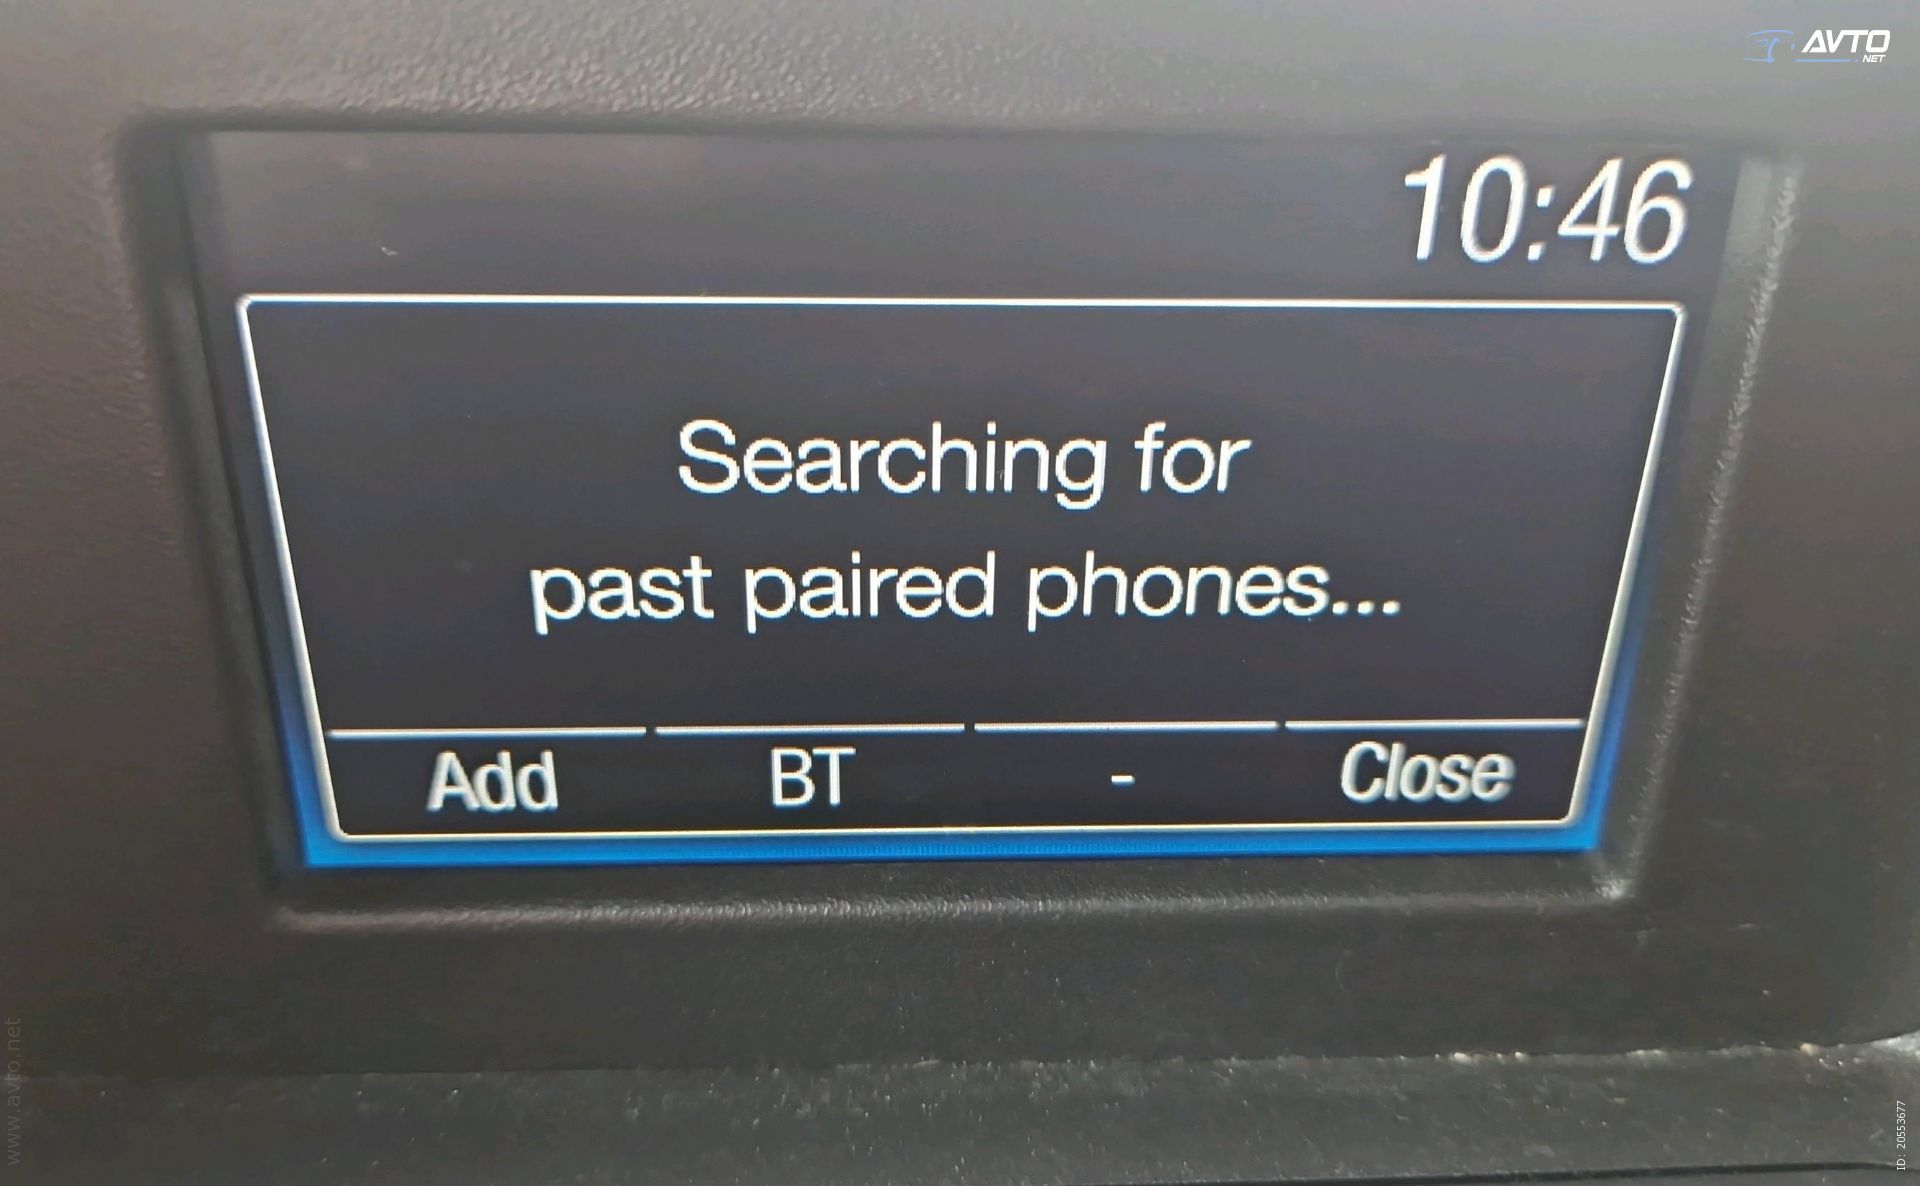 AVTO
NET
10:46
Searching for
past paired phones...
Add BT - Close
www.avto.net
ID: 20553677